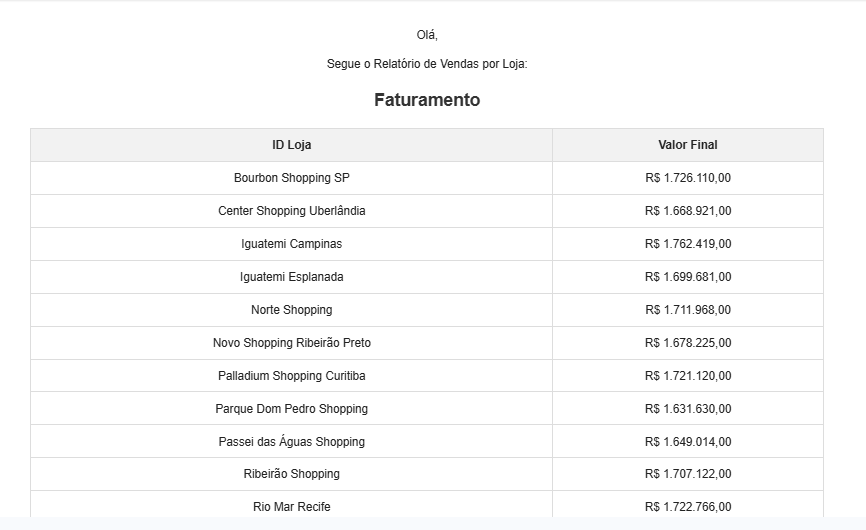 Olá,
Segue o Relatório de Vendas por Loja:
Faturamento
ID Loja Valor Final
Bourbon Shopping SP R$ 1.726.110,00
Center Shopping Uberlândia R$ 1.668.921,00
Iguatemi Campinas R$ 1.762.419,00
Iguatemi Esplanada R$ 1.699.681,00
Norte Shopping R$ 1.711.968,00
Novo Shopping Ribeirão Preto R$ 1.678.225,00
Palladium Shopping Curitiba R$ 1.721.120,00
Parque Dom Pedro Shopping R$ 1.631.630,00
Passei das Águas Shopping R$ 1.649.014,00
Ribeirão Shopping R$ 1.707.122,00
Rio Mar Recife R$ 1.722.766,00